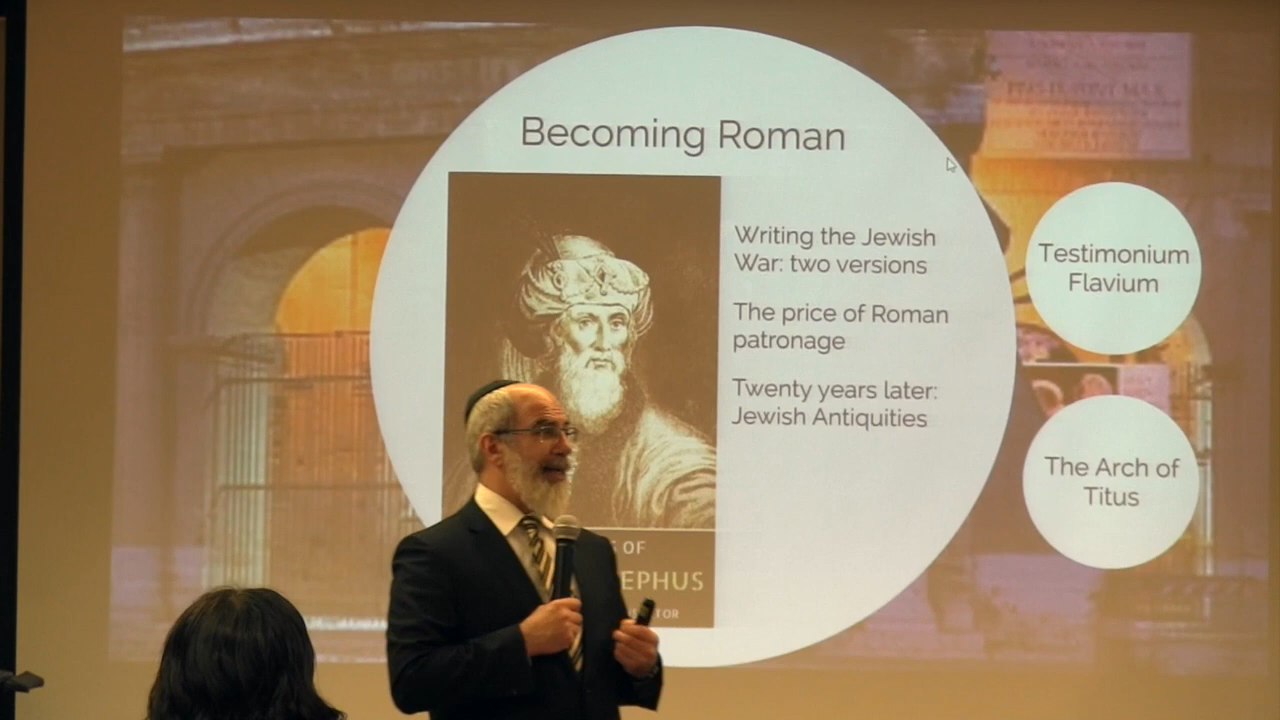 Becoming Roman
Writing the Jewish
War: two versions
The price of Roman
patronage
Twenty years later:
Jewish Antiquities
OF
EPHUS
Testimonium
Flavium
The Arch of
Titus